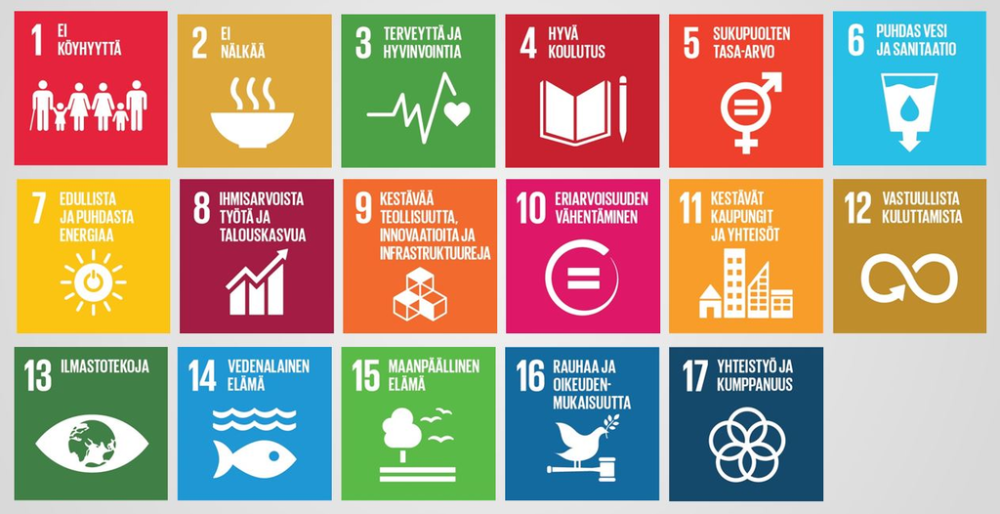 1 EI
KÖYHYYTTÄ
2 EI
NÄLKÄÄ
3 TERVEYTTÄ JA
HYVINVOINTIA
4 HYVÄ
KOULUTUS
5 SUKUPUOLTEN
TASA-ARVO
6 PUHDAS VESI
JA SANITAATIO
7 EDULLISTA
JA PUHDASTA
ENERGIAA
8 IHMISARVOISTA
TYÖTÄ JA
TALOUSKASVUA
9 KESTÄVÄÄ
TEOLLISUUTTA,
INNOVAATIOITA JA
INFRASTRUKTUUREJA
10 ERIARVOISUUDEN
VÄHENTÄMINEN
11 KESTÄVÄT
KAUPUNGIT
JA YHTEISÖT
12 VASTUULLISTA
KULUTTAMISTA
13 ILMASTOTEKOJA
14 VEDENALAINEN
ELÄMÄ
15 MAANPÄÄLLINEN
ELÄMÄ
16 RAUHAA JA
OIKEUDEN-
MUKAISUUTTA
17 YHTEISTYÖ JA
KUMPPANUUS